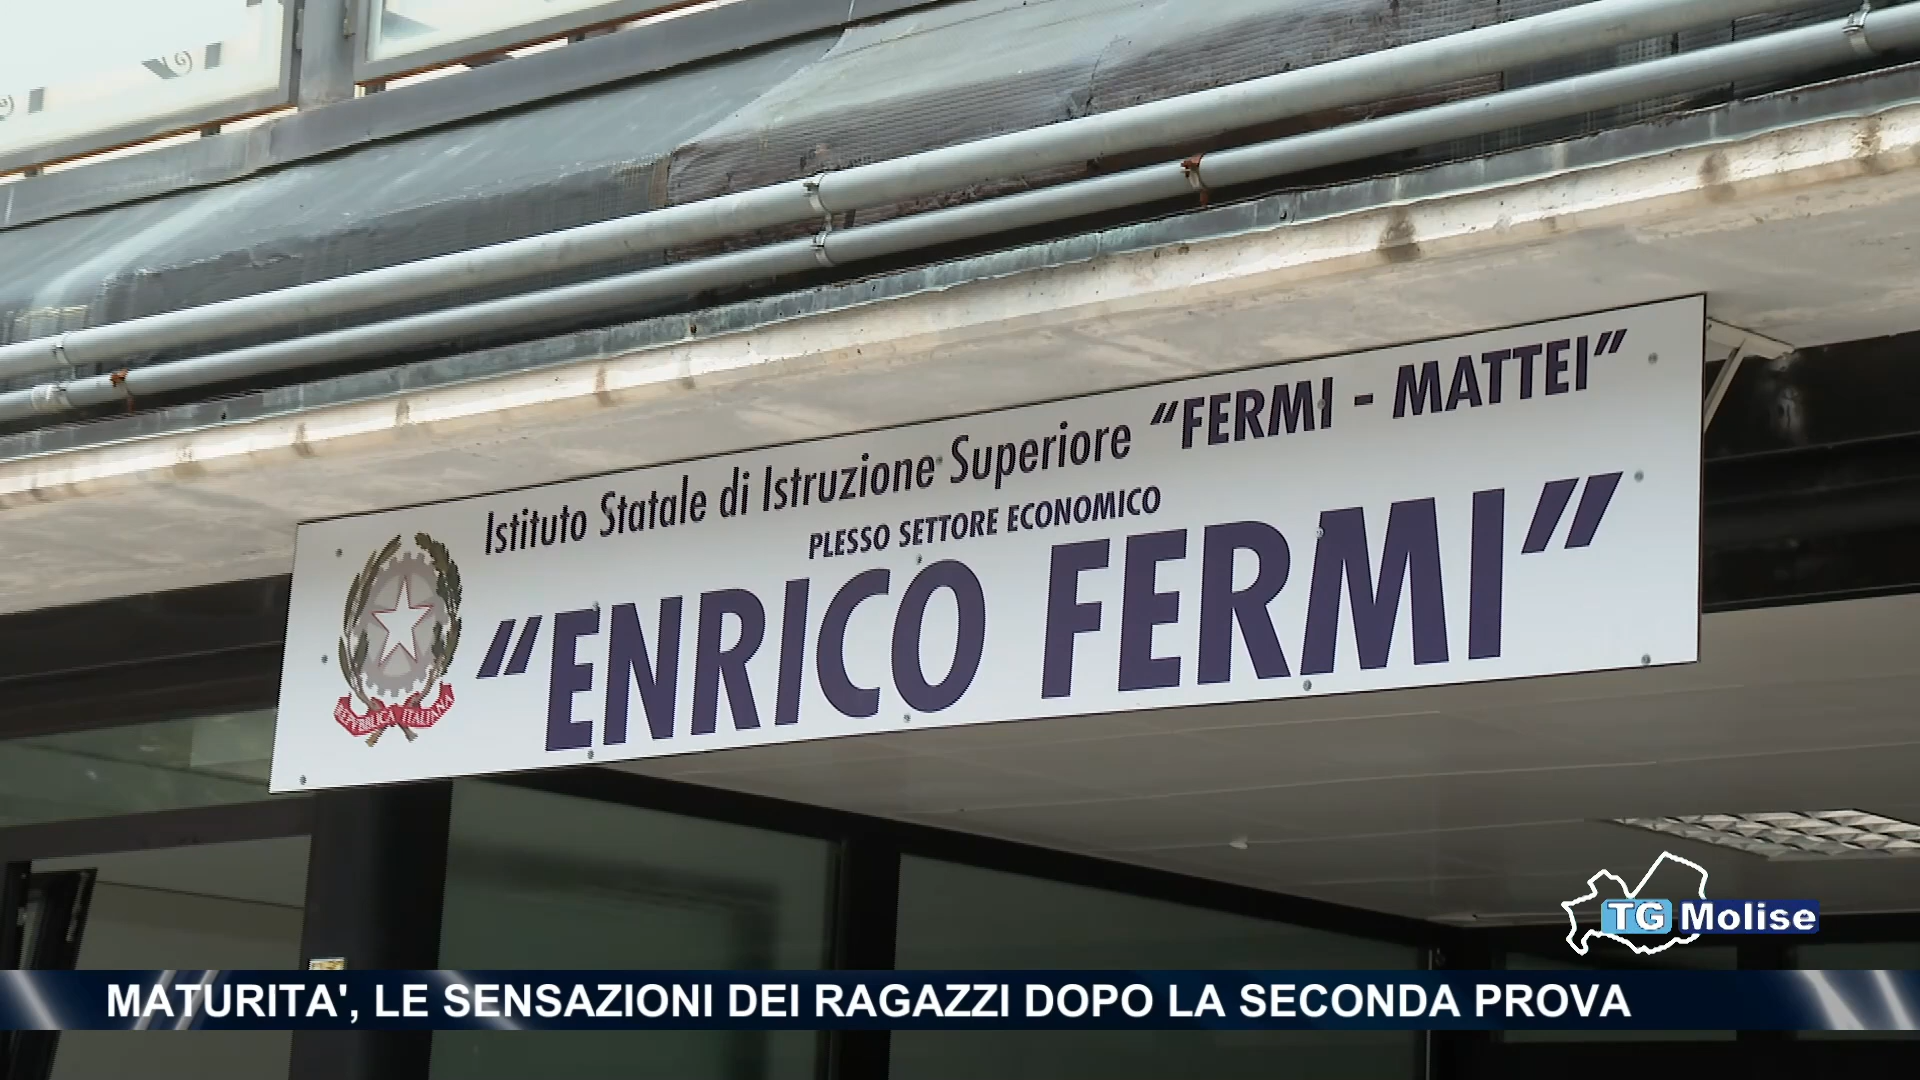 Istituto Statale di Istruzione Superiore “FERMI - MATTEI”
PLESSO SETTORE ECONOMICO
“ENRICO FERMI”
REPVBBLICA ITALIANA
TG Molise
MATURITA', LE SENSAZIONI DEI RAGAZZI DOPO LA SECONDA PROVA